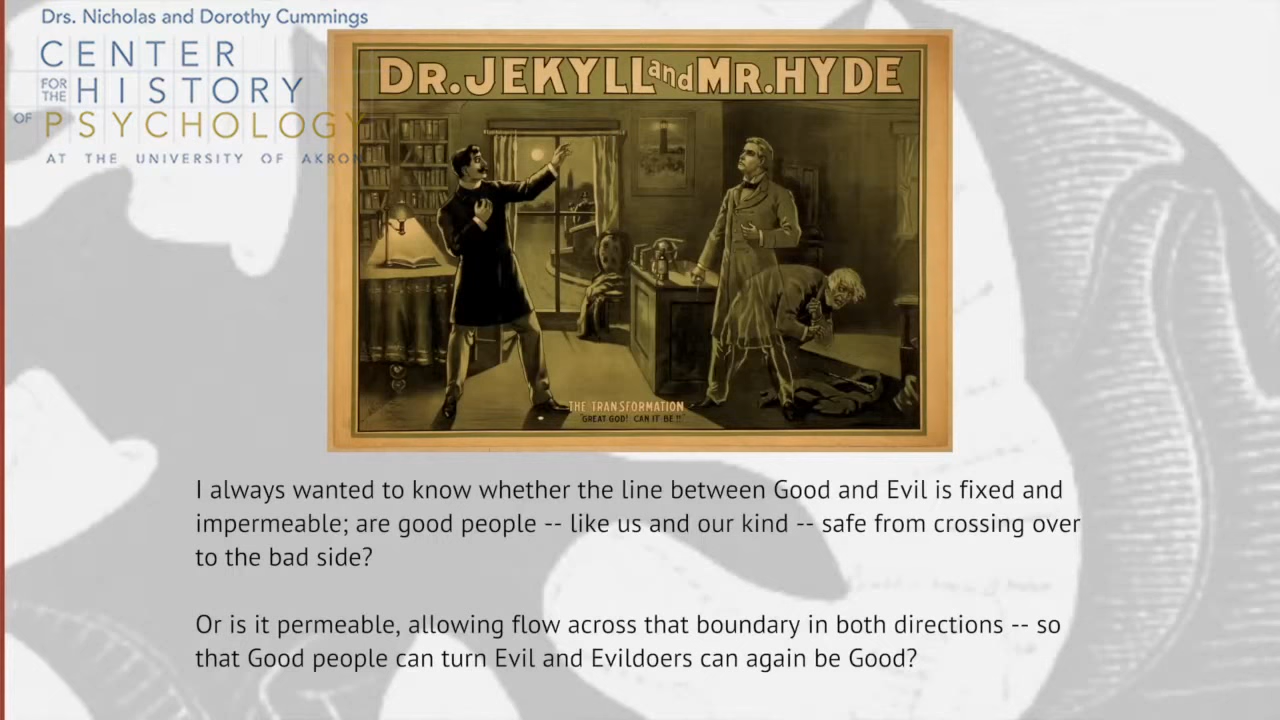 Drs. Nicholas and Dorothy Cummings
CENTER
FOR THE HISTORY
OF PSYCHOLOGY
AT THE UNIVERSITY OF AKRON
DR. JEKYLL and MR. HYDE
THE TRANSFORMATION
"GREAT GOD! CAN IT BE!!"
I always wanted to know whether the line between Good and Evil is fixed and
impermeable; are good people -- like us and our kind -- safe from crossing over
to the bad side?
Or is it permeable, allowing flow across that boundary in both directions -- so
that Good people can turn Evil and Evildoers can again be Good?